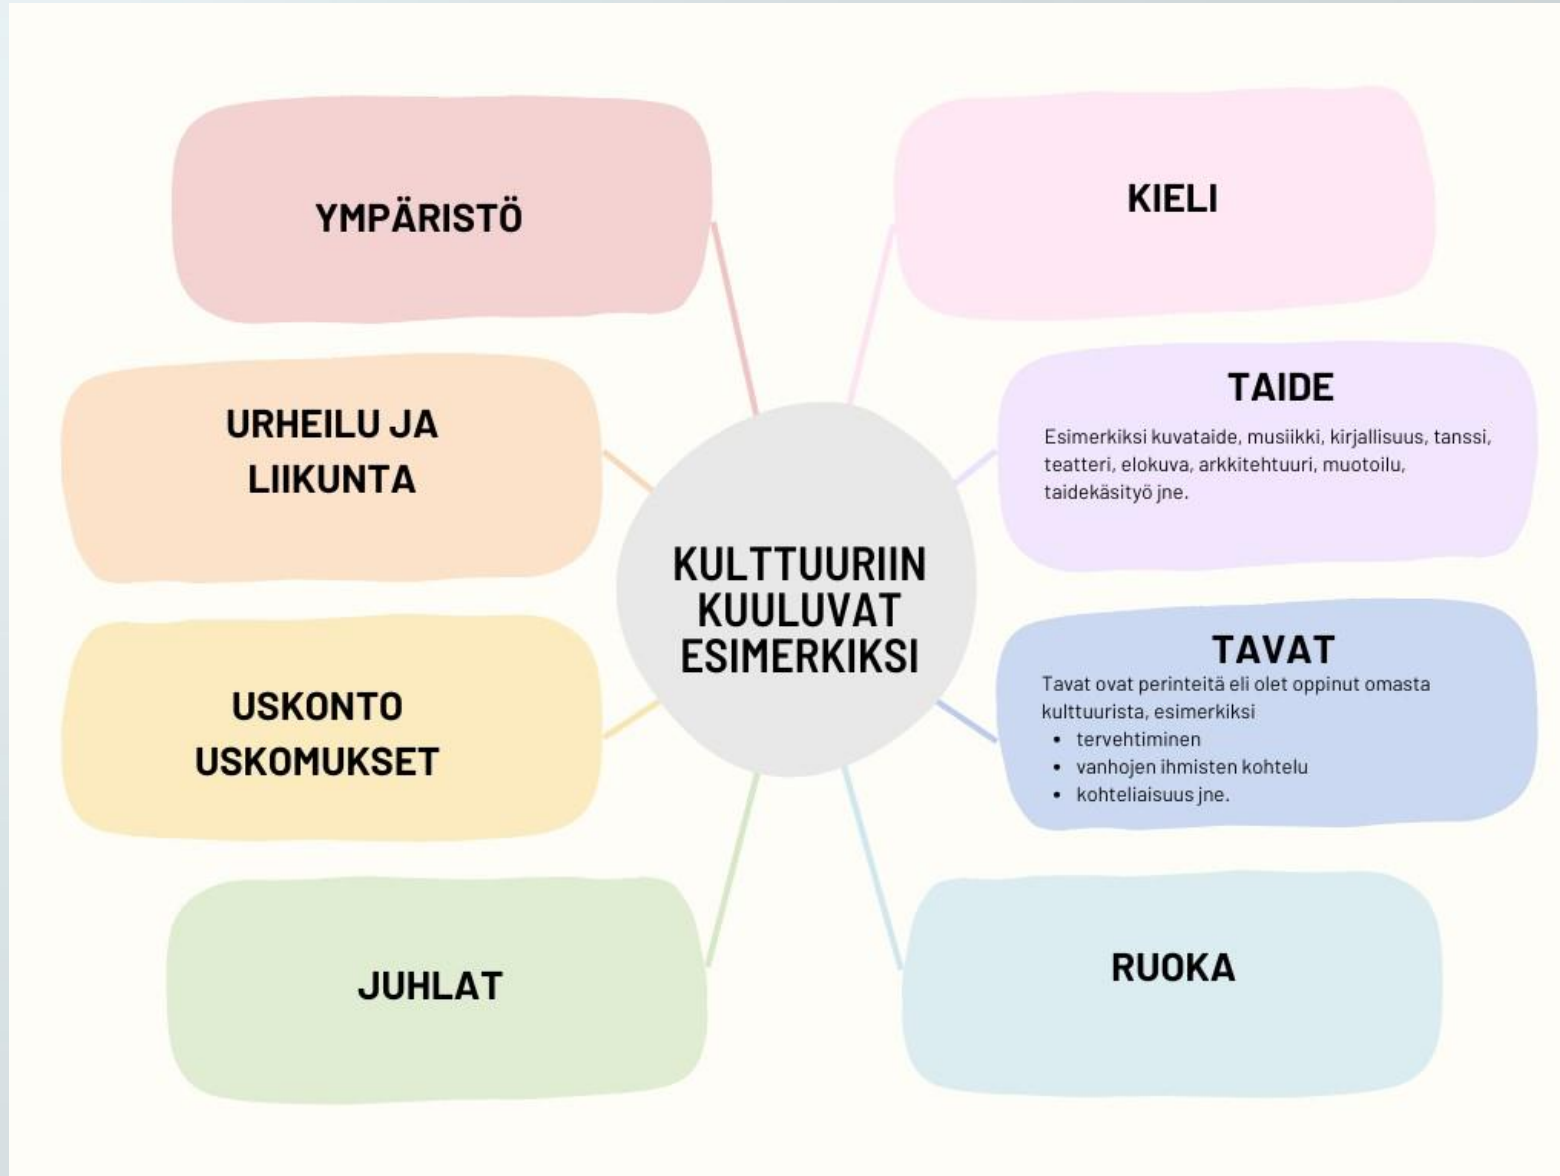 YMPÄRISTÖ
KIELI
URHEILU JA
LIIKUNTA
TAIDE
Esimerkiksi kuvataide, musiikki, kirjallisuus, tanssi,
teatteri, elokuva, arkkitehtuuri, muotoilu,
taidekäsityö jne.
KULTTUURIIN
KUULUVAT
ESIMERKIKSI
USKONTO
USKOMUKSET
TAVAT
Tavat ovat perinteitä eli olet oppinut omasta
kulttuurista, esimerkiksi
• tervehtiminen
• vanhojen ihmisten kohtelu
• kohteliaisuus jne.
JUHLAT
RUOKA